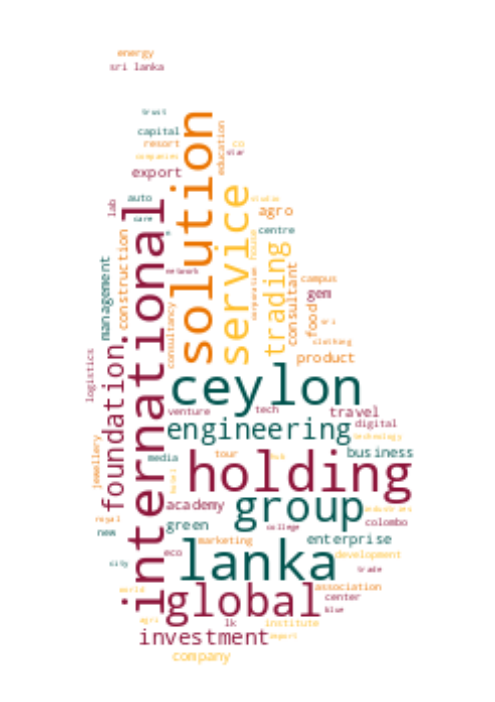 energy
sri lanka
trust
capital
resort
companies
export
solution
education
co
star
auto
lab
care
international
service
studio
agro
centre
house
network
corporation
construction
management
trading
consultant
consultancy
campus
gem
food
sri
clothing
product
logistics
foundation
ceylon
venture
tech
travel
digital
engineering
technology
business
media
tour
hub
jewellery
hotel
holding
academy
group
royal
new
green
college
colombo
marketing
enterprise
eco
lanka
development
city
trade
world
global
association
center
blue
agri
lk
institute
investment
import
company